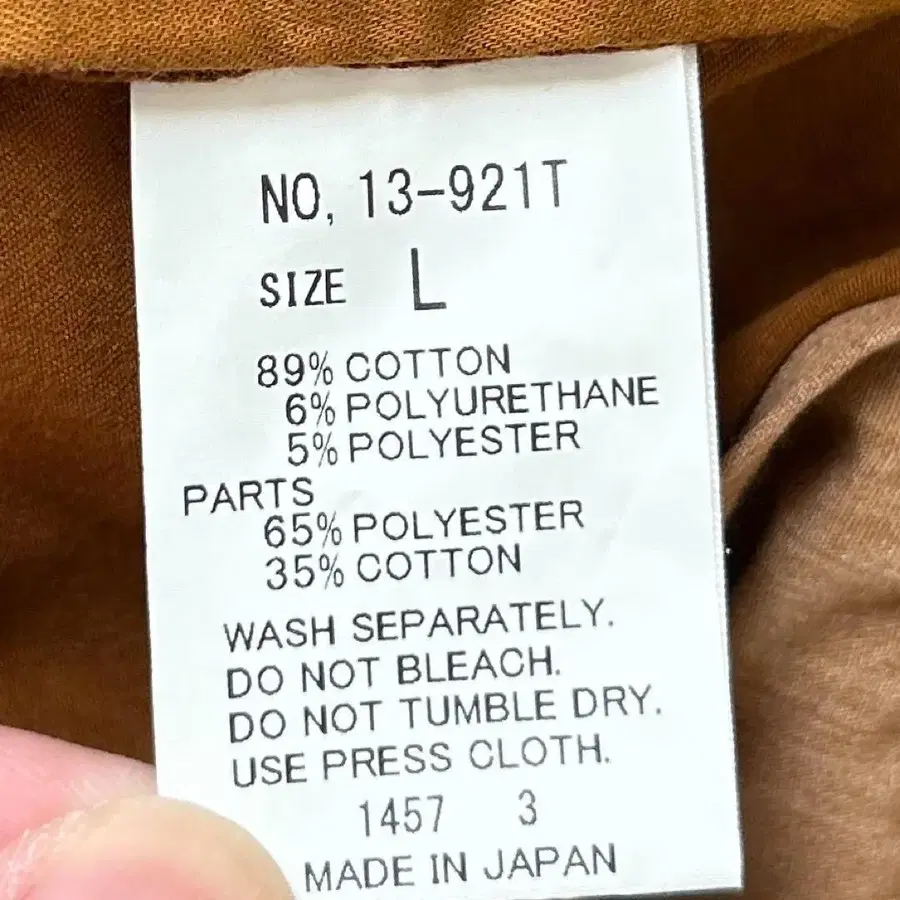 NO, 13-921T
SIZE L
89% COTTON
6% POLYURETHANE
5% POLYESTER
PARTS
65% POLYESTER
35% COTTON
WASH SEPARATELY.
DO NOT BLEACH.
DO NOT TUMBLE DRY.
USE PRESS CLOTH.
1457 3
MADE IN JAPAN